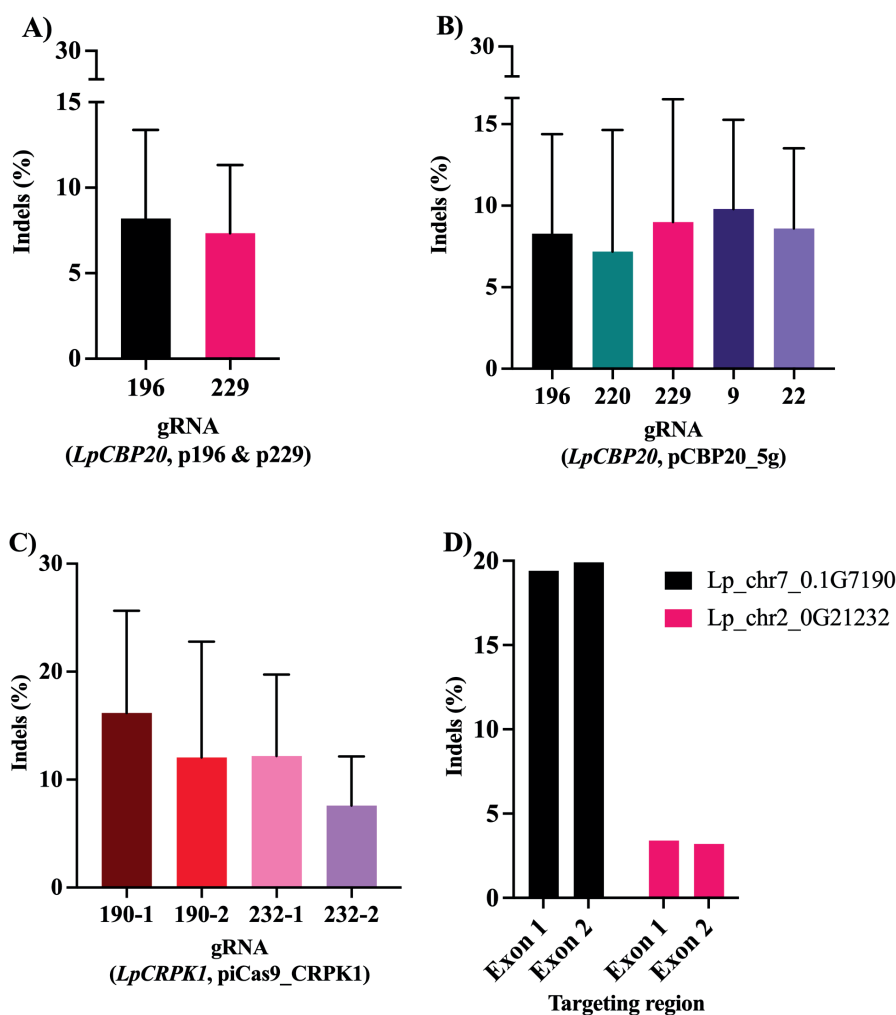 A)
30
15
10
5
0
Indels (%)
196 229
gRNA
(LpCBP20, p196 & p229)
B)
30
15
10
5
0
Indels (%)
196 220 229 9 22
gRNA
(LpCBP20, pCBP20_5g)
C)
30
20
10
0
Indels (%)
190-1 190-2 232-1 232-2
gRNA
(LpCRPK1, piCas9_CRPK1)
D)
20
15
10
5
0
Indels (%)
Lp_chr7_0.1G7190
Lp_chr2_0G21232
Exon 1 Exon 2 Exon 1 Exon 2
Targeting region